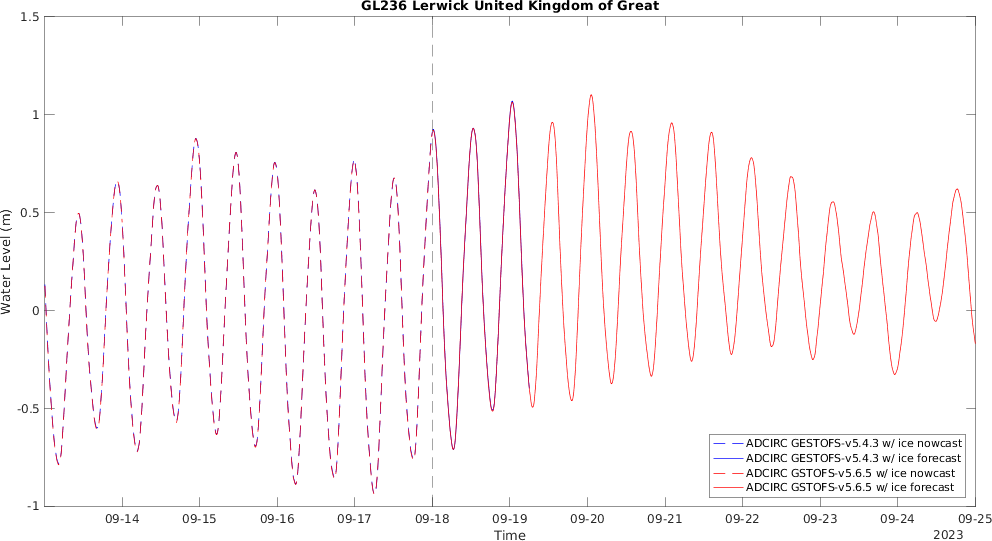 GL236 Lerwick United Kingdom of Great
1.5
1
0.5
0
-0.5
-1
Water Level (m)
ADCIRC GESTOFS-v5.4.3 w/ ice nowcast
ADCIRC GESTOFS-v5.4.3 w/ ice forecast
ADCIRC GSTOFS-v5.6.5 w/ ice nowcast
ADCIRC GSTOFS-v5.6.5 w/ ice forecast
09-14 09-15 09-16 09-17 09-18 09-19 09-20 09-21 09-22 09-23 09-24 09-25
Time
2023